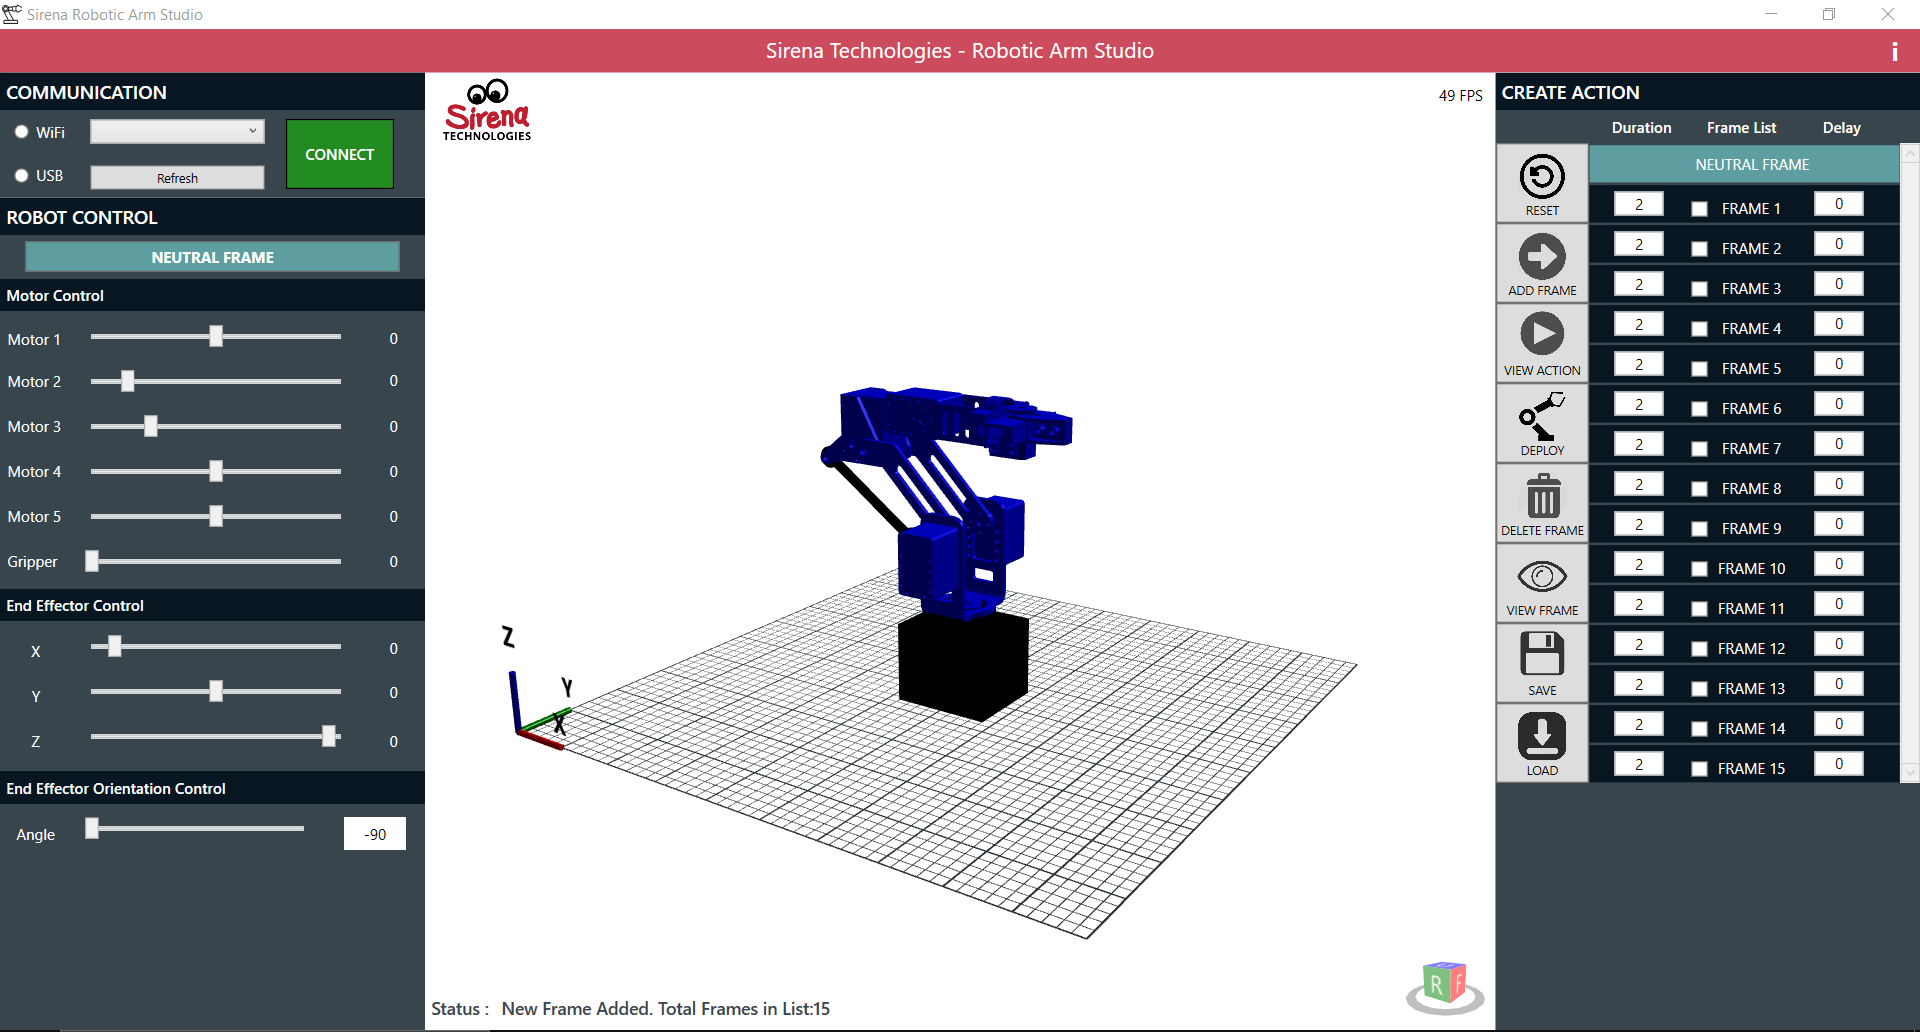 Sirena Robotic Arm Studio
Sirena Technologies - Robotic Arm Studio
i
COMMUNICATION
WiFi
CONNECT
USB
Refresh
ROBOT CONTROL
NEUTRAL FRAME
Motor Control
Motor 1 0
Motor 2 0
Motor 3 0
Motor 4 0
Motor 5 0
Gripper 0
End Effector Control
X 0
Y 0
Z 0
End Effector Orientation Control
Angle -90
Sirena
TECHNOLOGIES
49 FPS
Z
Y
X
R F
Status : New Frame Added. Total Frames in List:15
CREATE ACTION
Duration Frame List Delay
RESET
ADD FRAME
VIEW ACTION
DEPLOY
DELETE FRAME
VIEW FRAME
SAVE
LOAD
NEUTRAL FRAME
2 FRAME 1 0
2 FRAME 2 0
2 FRAME 3 0
2 FRAME 4 0
2 FRAME 5 0
2 FRAME 6 0
2 FRAME 7 0
2 FRAME 8 0
2 FRAME 9 0
2 FRAME 10 0
2 FRAME 11 0
2 FRAME 12 0
2 FRAME 13 0
2 FRAME 14 0
2 FRAME 15 0